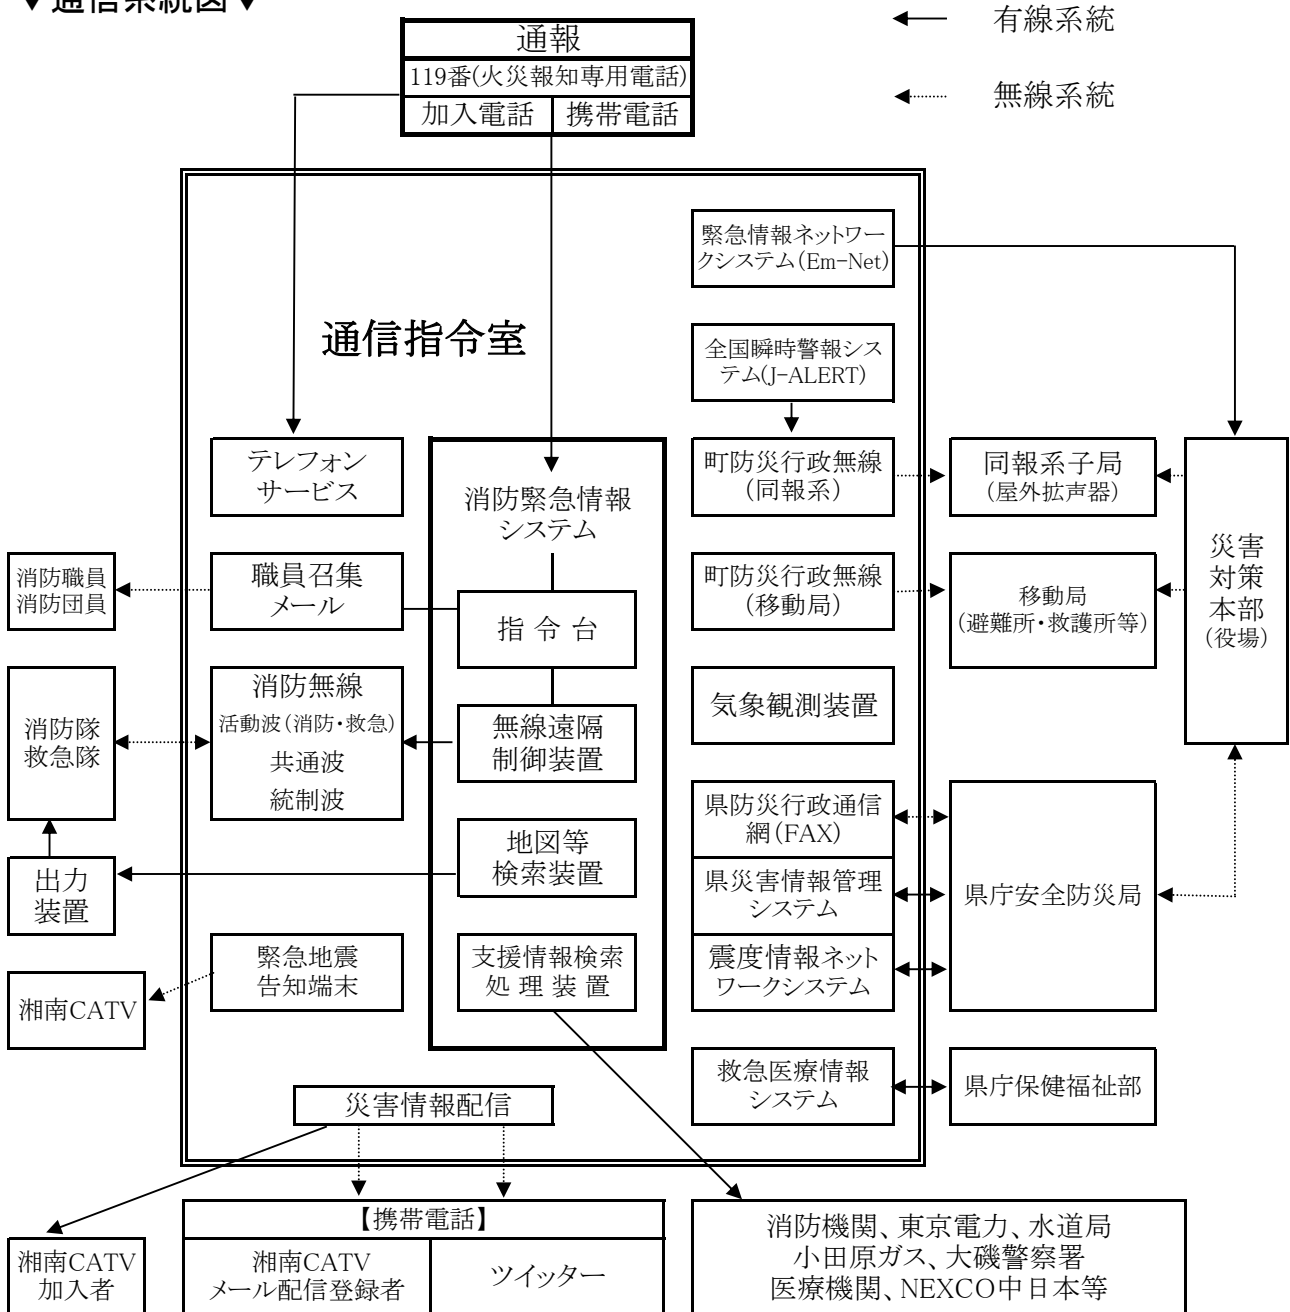 ▼通信系統図▼
有線系統
無線系統
通報
119番(火災報知専用電話)
加入電話
携帯電話
通信指令室
緊急情報ネットワー
クシステム(Em-Net)
全国瞬時警報シス
テム(J-ALERT)
テレフォン
サービス
消防緊急情報
システム
町防災行政無線
(同報系)
同報系子局
(屋外拡声器)
災害
対策
本部
(役場)
消防職員
消防団員
職員召集
メール
指 令 台
町防災行政無線
(移動局)
移動局
(避難所・救護所等)
消防隊
救急隊
消防無線
活動波(消防・救急)
共通波
統制波
無線遠隔
制御装置
気象観測装置
地図等
検索装置
県防災行政通信
網(FAX)
県災害情報管理
システム
震度情報ネット
ワークシステム
県庁安全防災局
出力
装置
緊急地震
告知端末
支援情報検索
処 理 装 置
湘南CATV
救急医療情報
システム
県庁保健福祉部
災害情報配信
湘南CATV
加入者
【携帯電話】
湘南CATV
メール配信登録者
ツイッター
消防機関、東京電力、水道局
小田原ガス、大磯警察署
医療機関、NEXCO中日本等